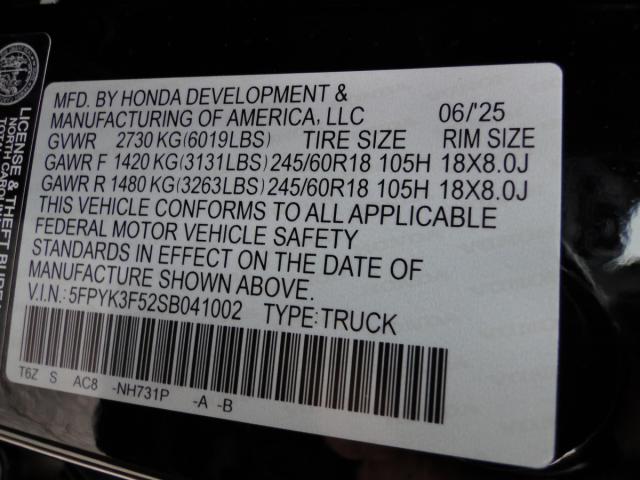 MFD. BY HONDA DEVELOPMENT &
MANUFACTURING OF AMERICA, LLC 06/'25
GVWR 2730 KG(6019LBS) TIRE SIZE RIM SIZE
GAWR F 1420 KG(3131LBS) 245/60R18 105H 18X8.0J
GAWR R 1480 KG(3263LBS) 245/60R18 105H 18X8.0J
THIS VEHICLE CONFORMS TO ALL APPLICABLE
FEDERAL MOTOR VEHICLE SAFETY
STANDARDS IN EFFECT ON THE DATE OF
MANUFACTURE SHOWN ABOVE.
V.I.N: 5FPYK3F52SB041002 TYPE:TRUCK
T6Z S AC8 -NH731P -A -B
LICENSE & THEFT
NORTH